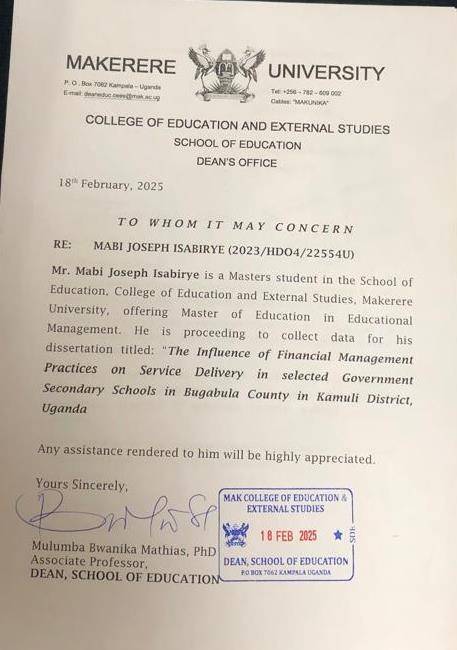 MAKERERE UNIVERSITY
P. O. Box 7062 Kampala – Uganda
E-mail: deaneduc.cees@mak.ac.ug
Tel: +256 – 782 – 609 002
Cables: "MAKUNIKA"
COLLEGE OF EDUCATION AND EXTERNAL STUDIES
SCHOOL OF EDUCATION
DEAN'S OFFICE
18th February, 2025
TO WHOM IT MAY CONCERN
RE: MABI JOSEPH ISABIRYE (2023/HDO4/22554U)
Mr. Mabi Joseph Isabirye is a Masters student in the School of
Education, College of Education and External Studies, Makerere
University, offering Master of Education in Educational
Management. He is proceeding to collect data for his
dissertation titled: "The Influence of Financial Management
Practices on Service Delivery in selected Government
Secondary Schools in Bugabula County in Kamuli District,
Uganda
Any assistance rendered to him will be highly appreciated.
Yours Sincerely,
Mulumba Bwanika Mathias, PhD
Associate Professor,
DEAN, SCHOOL OF EDUCATION
MAK COLLEGE OF EDUCATION &
EXTERNAL STUDIES
18 FEB 2025
SOE
DEAN, SCHOOL OF EDUCATION
P.O BOX 7062 KAMPALA UGANDA